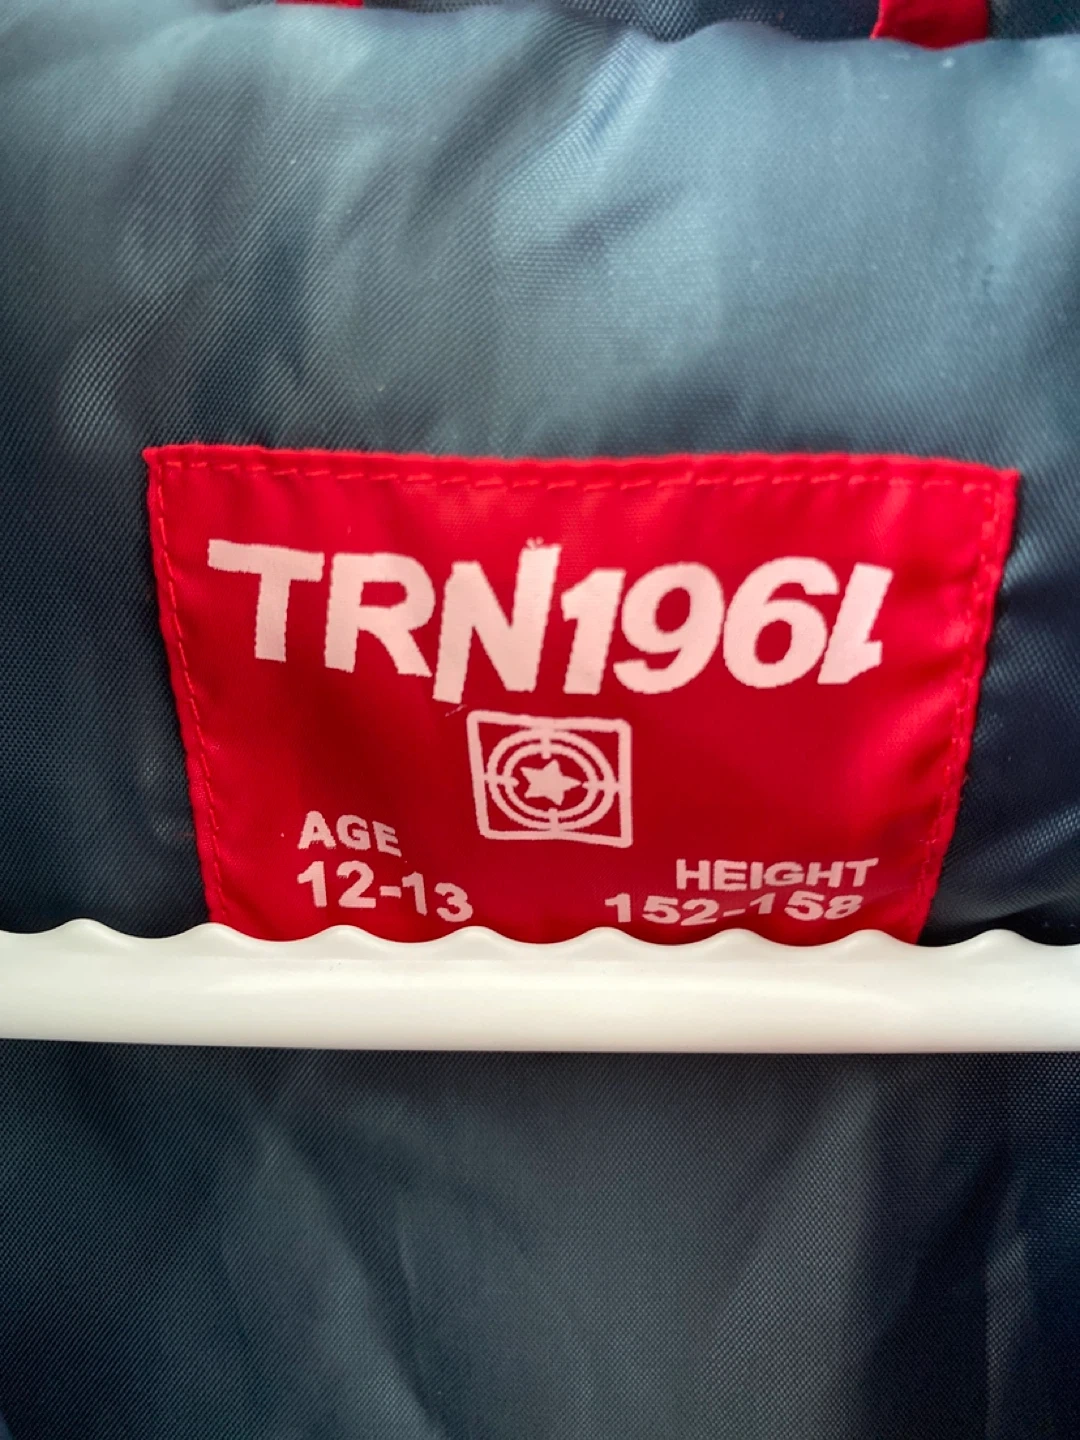 TRN1961
AGE
12-13
HEIGHT
152-158